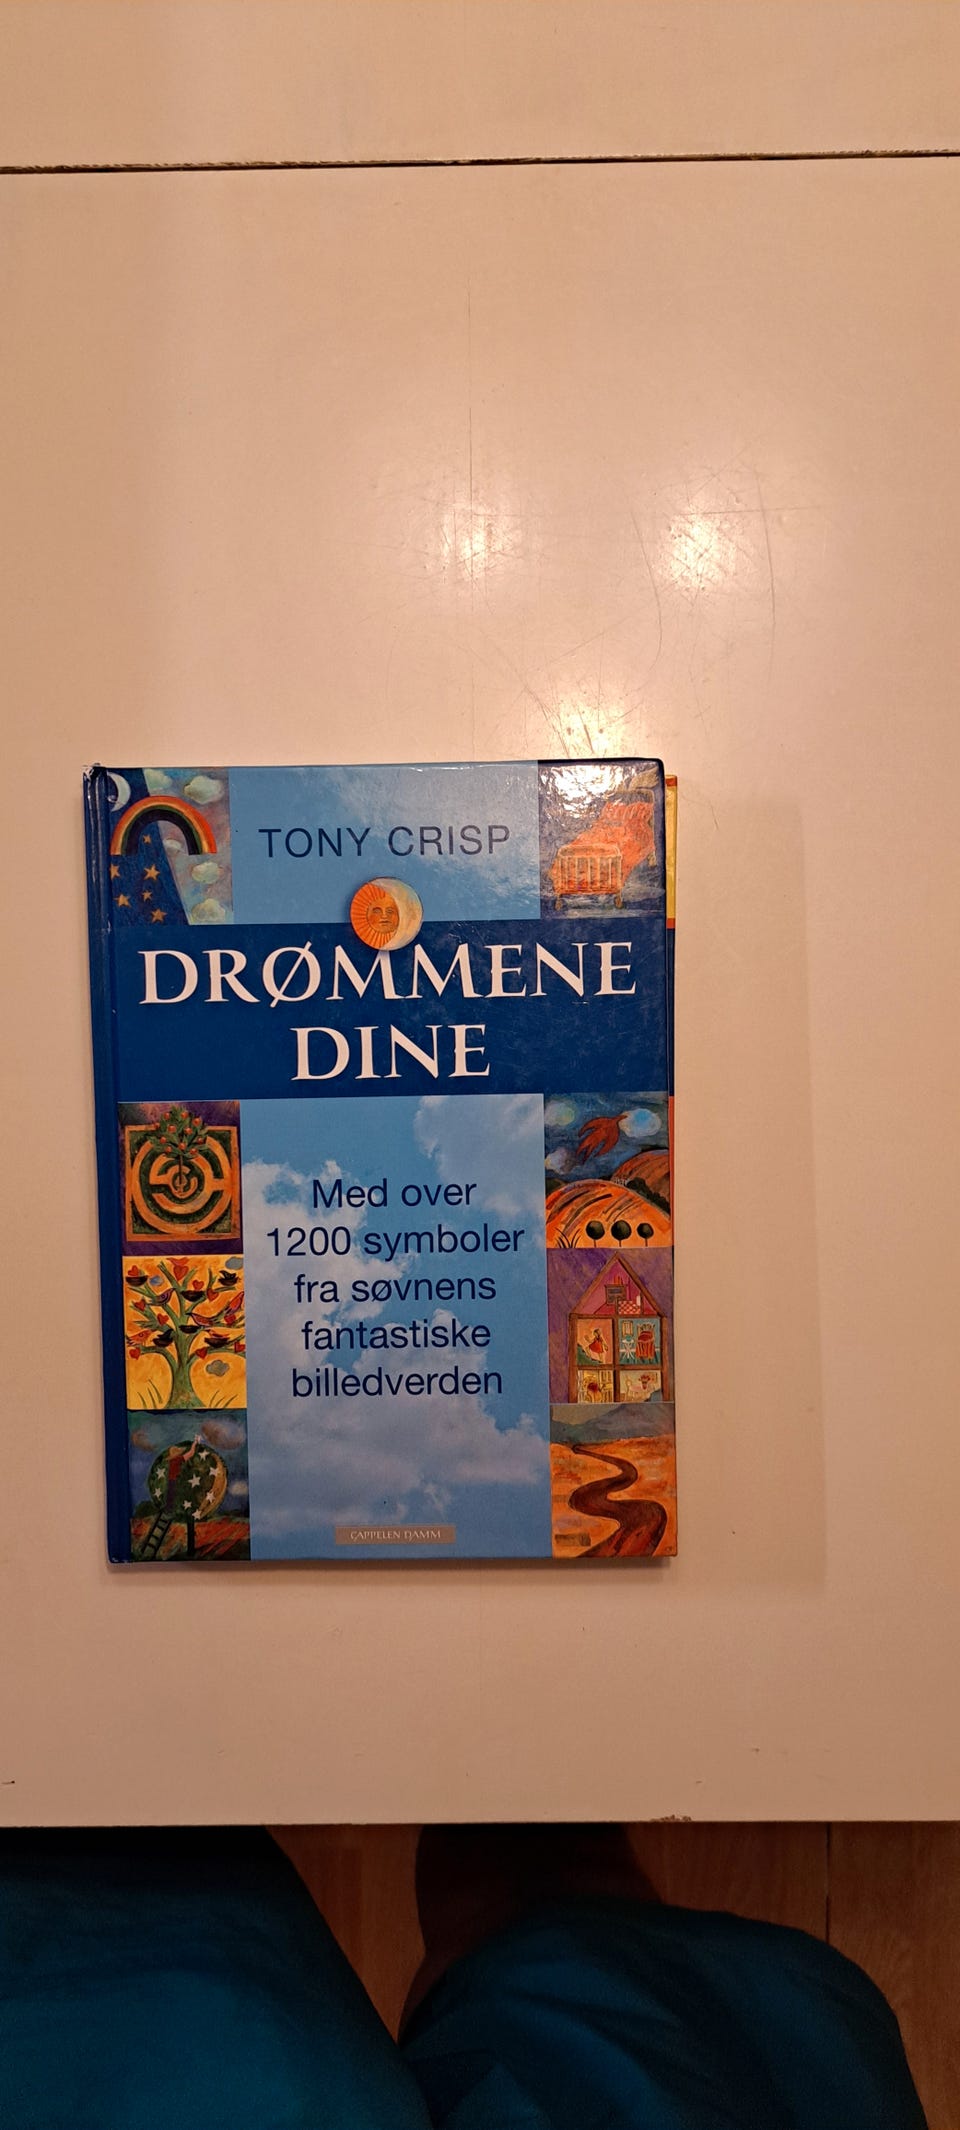 TONY CRISP
DRØMMENE
DINE
Med over
1200 symboler
fra søvnens
fantastiske
billedverden
CAPPELEN DAMM